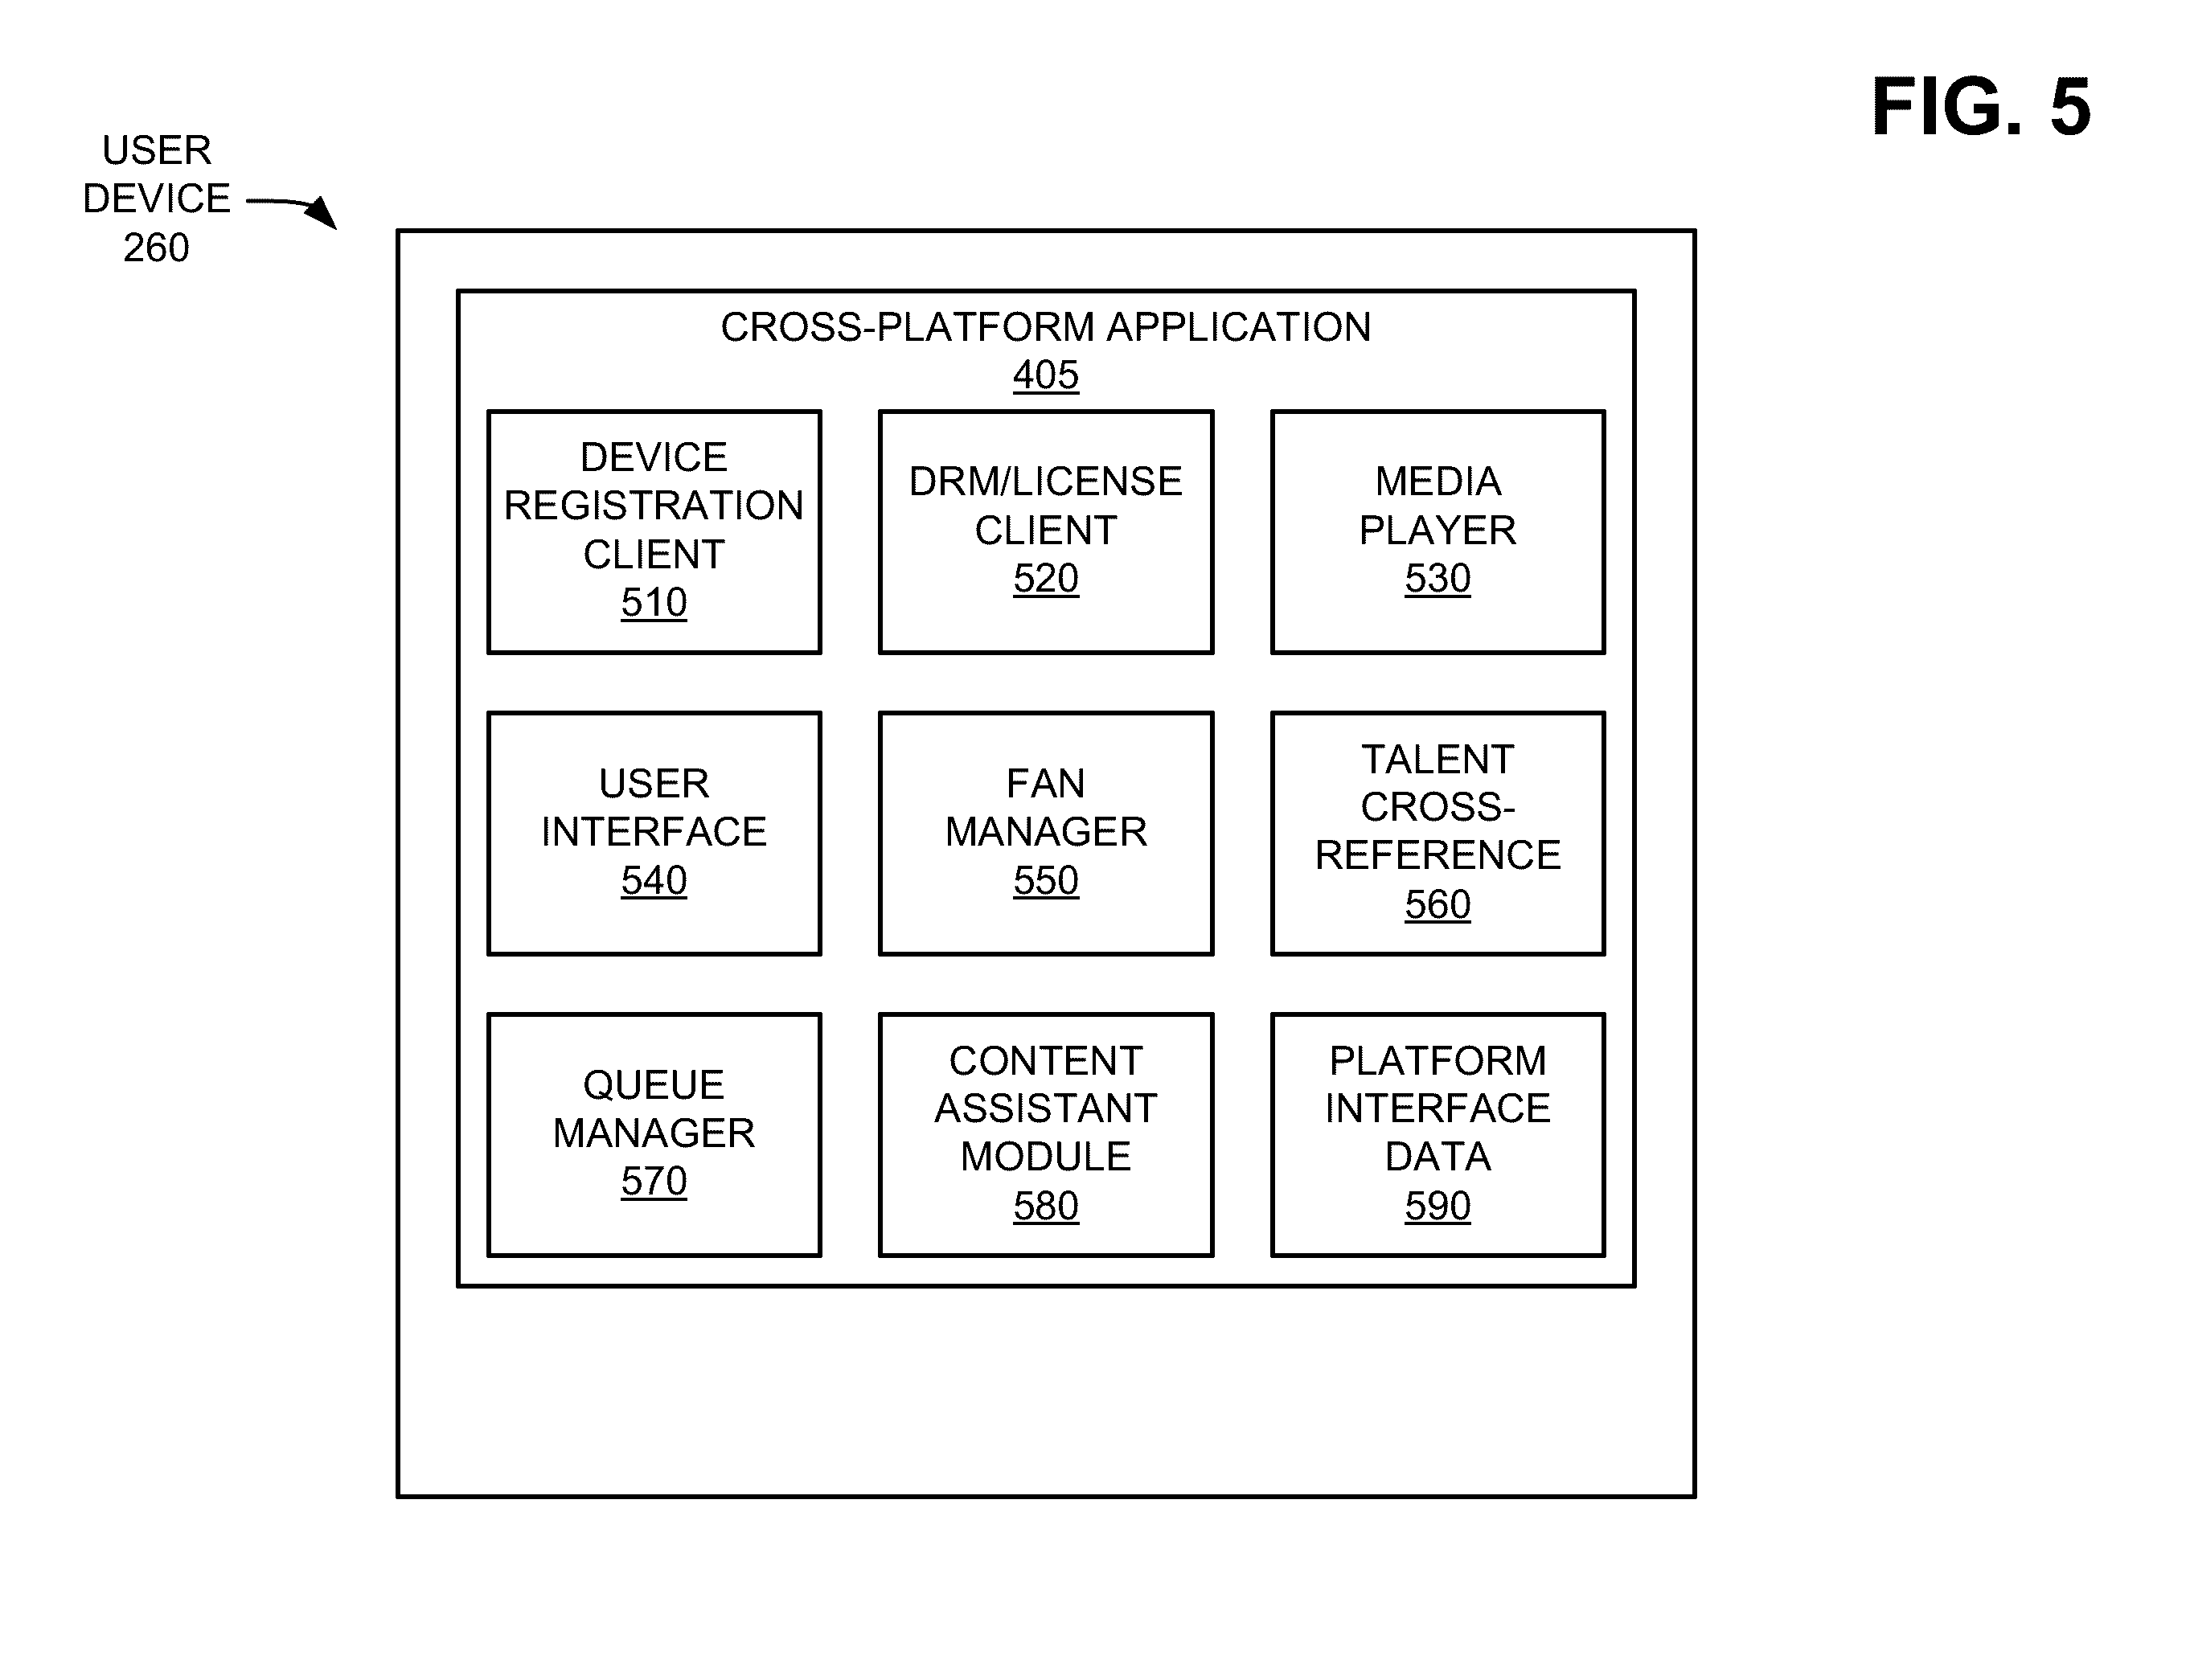 FIG. 5
USER
DEVICE
260
CROSS-PLATFORM APPLICATION
405
DEVICE
REGISTRATION
CLIENT
510
DRM/LICENSE
CLIENT
520
MEDIA
PLAYER
530
USER
INTERFACE
540
FAN
MANAGER
550
TALENT
CROSS-
REFERENCE
560
QUEUE
MANAGER
570
CONTENT
ASSISTANT
MODULE
580
PLATFORM
INTERFACE
DATA
590